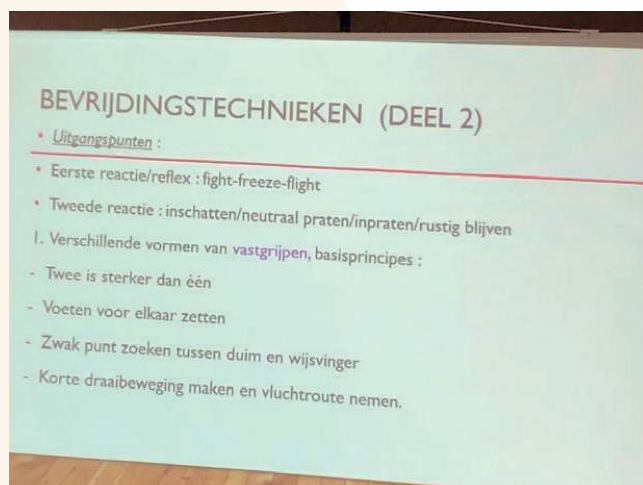 BEVRIJDINGSTECHNIEKEN (DEEL 2)
• Uitgangspunten :
• Eerste reactie/reflex : fight-freeze-flight
• Tweede reactie : inschatten/neutraal praten/inpraten/rustig blijven
1. Verschillende vormen van vastgrijpen, basisprincipes :
- Twee is sterker dan één
- Voeten voor elkaar zetten
- Zwak punt zoeken tussen duim en wijsvinger
- Korte draaibeweging maken en vluchtroute nemen.